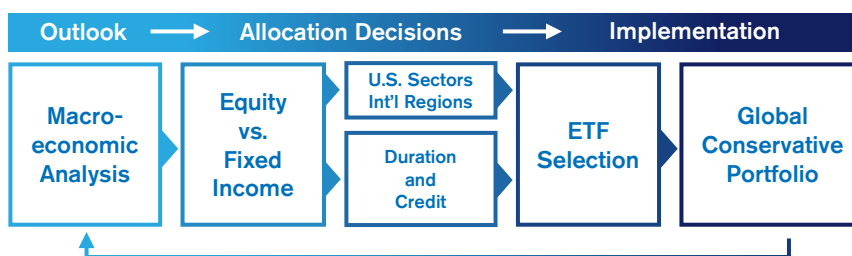 Outlook
Allocation Decisions
Implementation
Macro-
economic
Analysis
Equity
vs.
Fixed
Income
U.S. Sectors
Int'l Regions
Duration
and
Credit
ETF
Selection
Global
Conservative
Portfolio